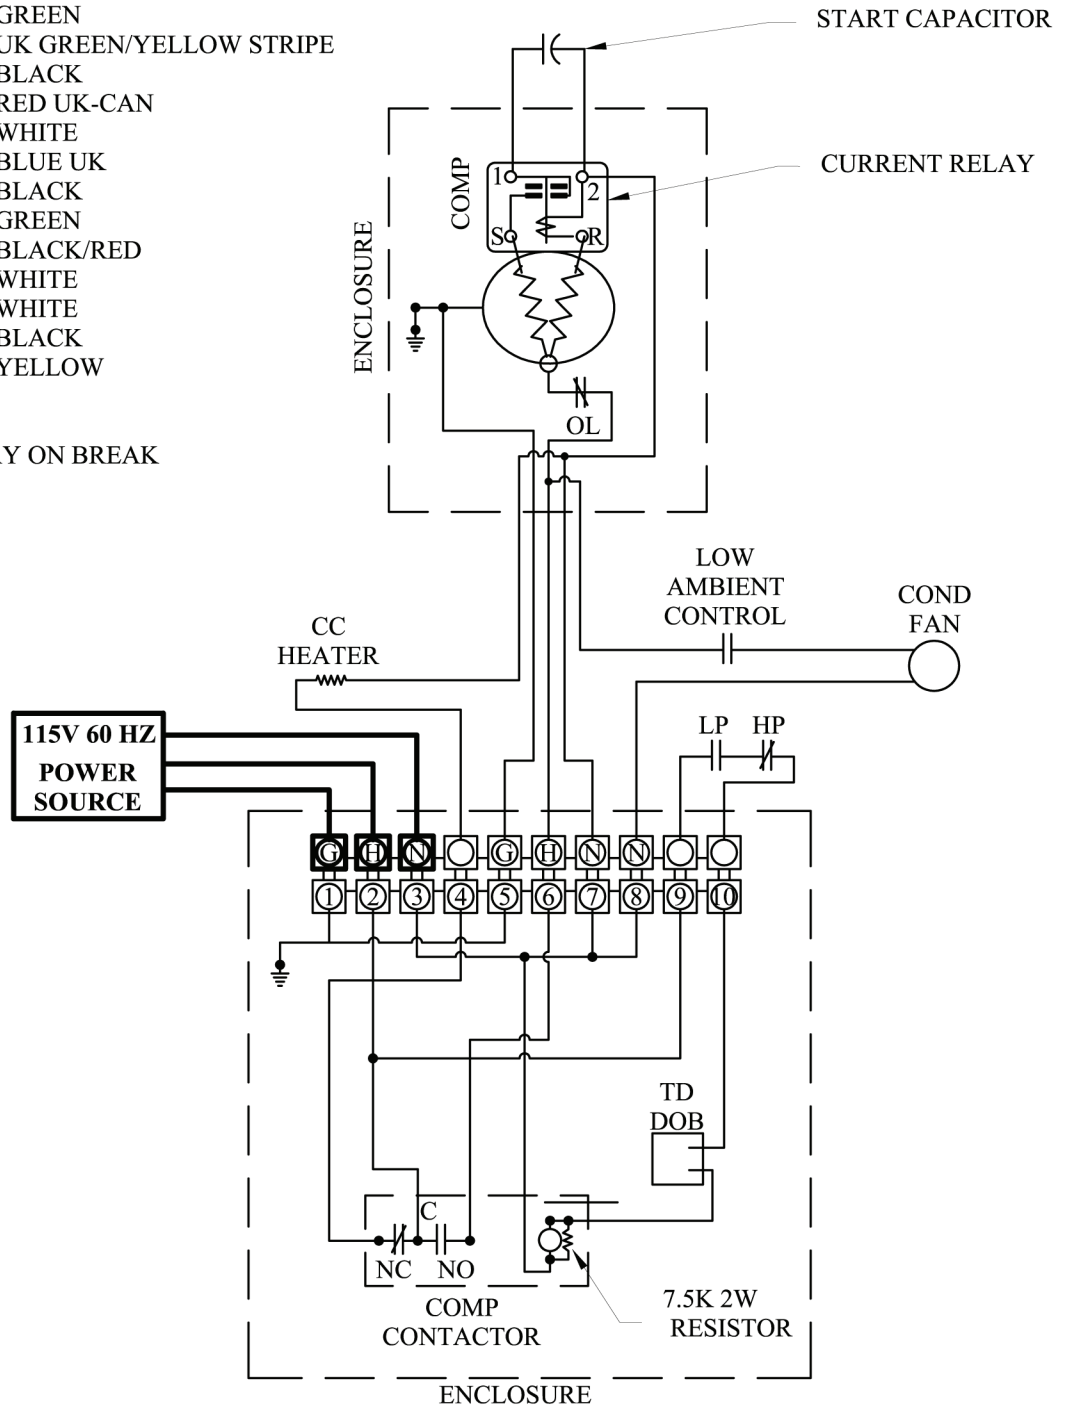 GREEN
UK GREEN/YELLOW STRIPE
BLACK
RED UK-CAN
WHITE
BLUE UK
BLACK
GREEN
BLACK/RED
WHITE
WHITE
BLACK
YELLOW
Y ON BREAK
START CAPACITOR
CURRENT RELAY
COMP
ENCLOSURE
1
2
S
R
OL
LOW
AMBIENT
CONTROL
COND
FAN
CC
HEATER
LP HP
115V 60 HZ
POWER
SOURCE
G H N G H N N
1 2 3 4 5 6 7 8 9 10
TD
DOB
C
NC NO
COMP
CONTACTOR
7.5K 2W
RESISTOR
ENCLOSURE